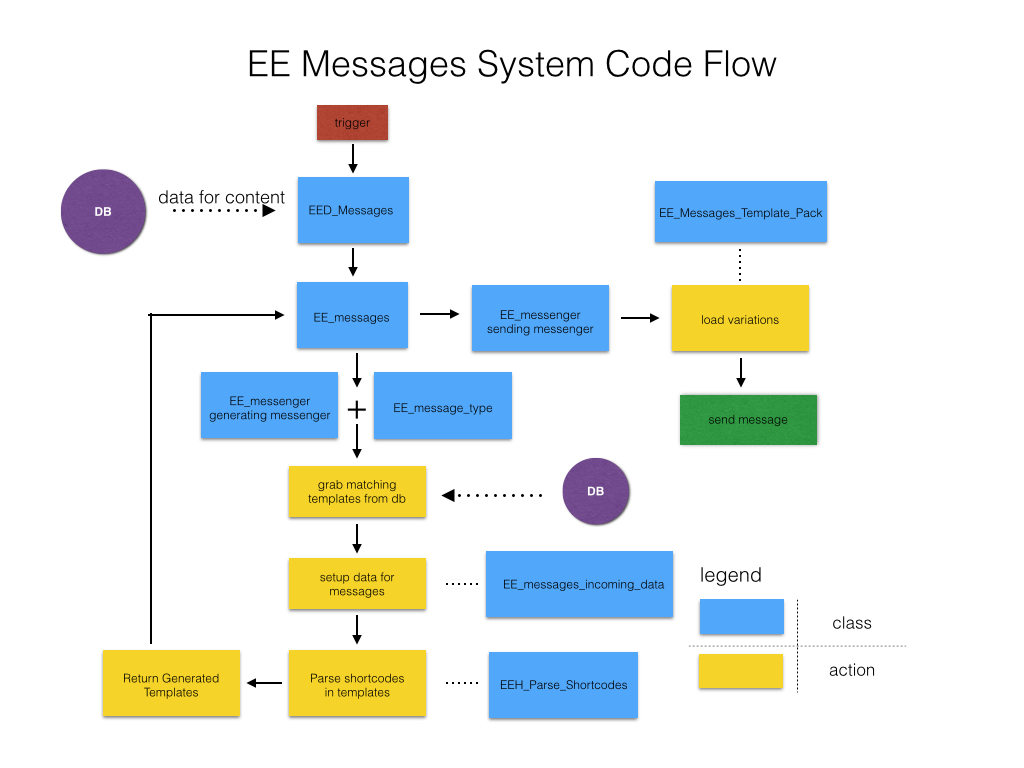 EE Messages System Code Flow
trigger
DB
data for content
EED_Messages
EE_Messages_Template_Pack
EE_messages
EE_messenger
sending messenger
load variations
EE_messenger
generating messenger
+
EE_message_type
send message
grab matching
templates from db
DB
setup data for
messages
EE_messages_incoming_data
legend
class
action
Return Generated
Templates
Parse shortcodes
in templates
EEH_Parse_Shortcodes